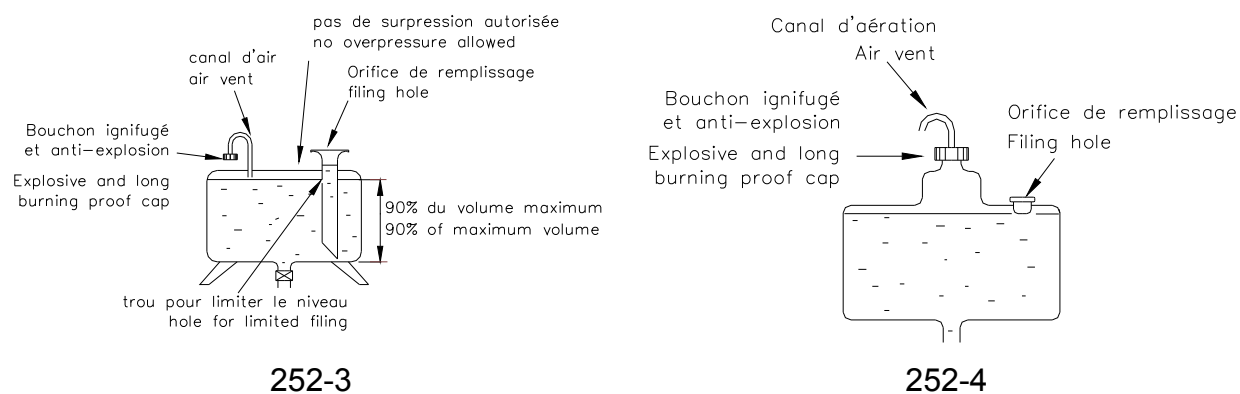 pas de surpression autorisée
no overpressure allowed
canal d'air
air vent
Orifice de remplissage
filing hole
Bouchon ignifugé
et anti-explosion
Explosive and long
burning proof cap
90% du volume maximum
90% of maximum volume
trou pour limiter le niveau
hole for limited filing
252-3
Canal d'aération
Air vent
Bouchon ignifugé
et anti-explosion
Explosive and long
burning proof cap
Orifice de remplissage
Filing hole
252-4